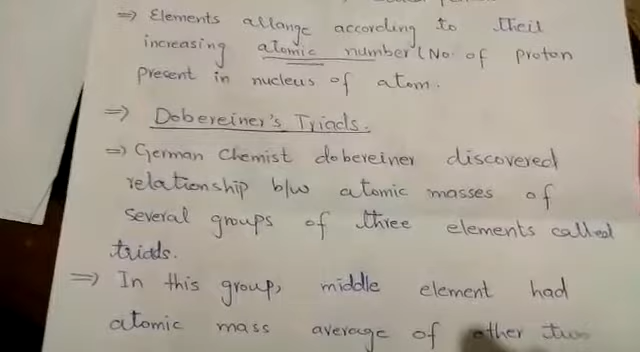 ⇒ Elements allange according to their
increasing atomic number (No. of proton
present in nucleus of atom.
⇒ Dobereiner's Triads.
⇒ German Chemist dobereiner discovered
relationship b/w atomic masses of
several groups of three elements called
triads.
⇒ In this group, middle element had
atomic mass average of other two